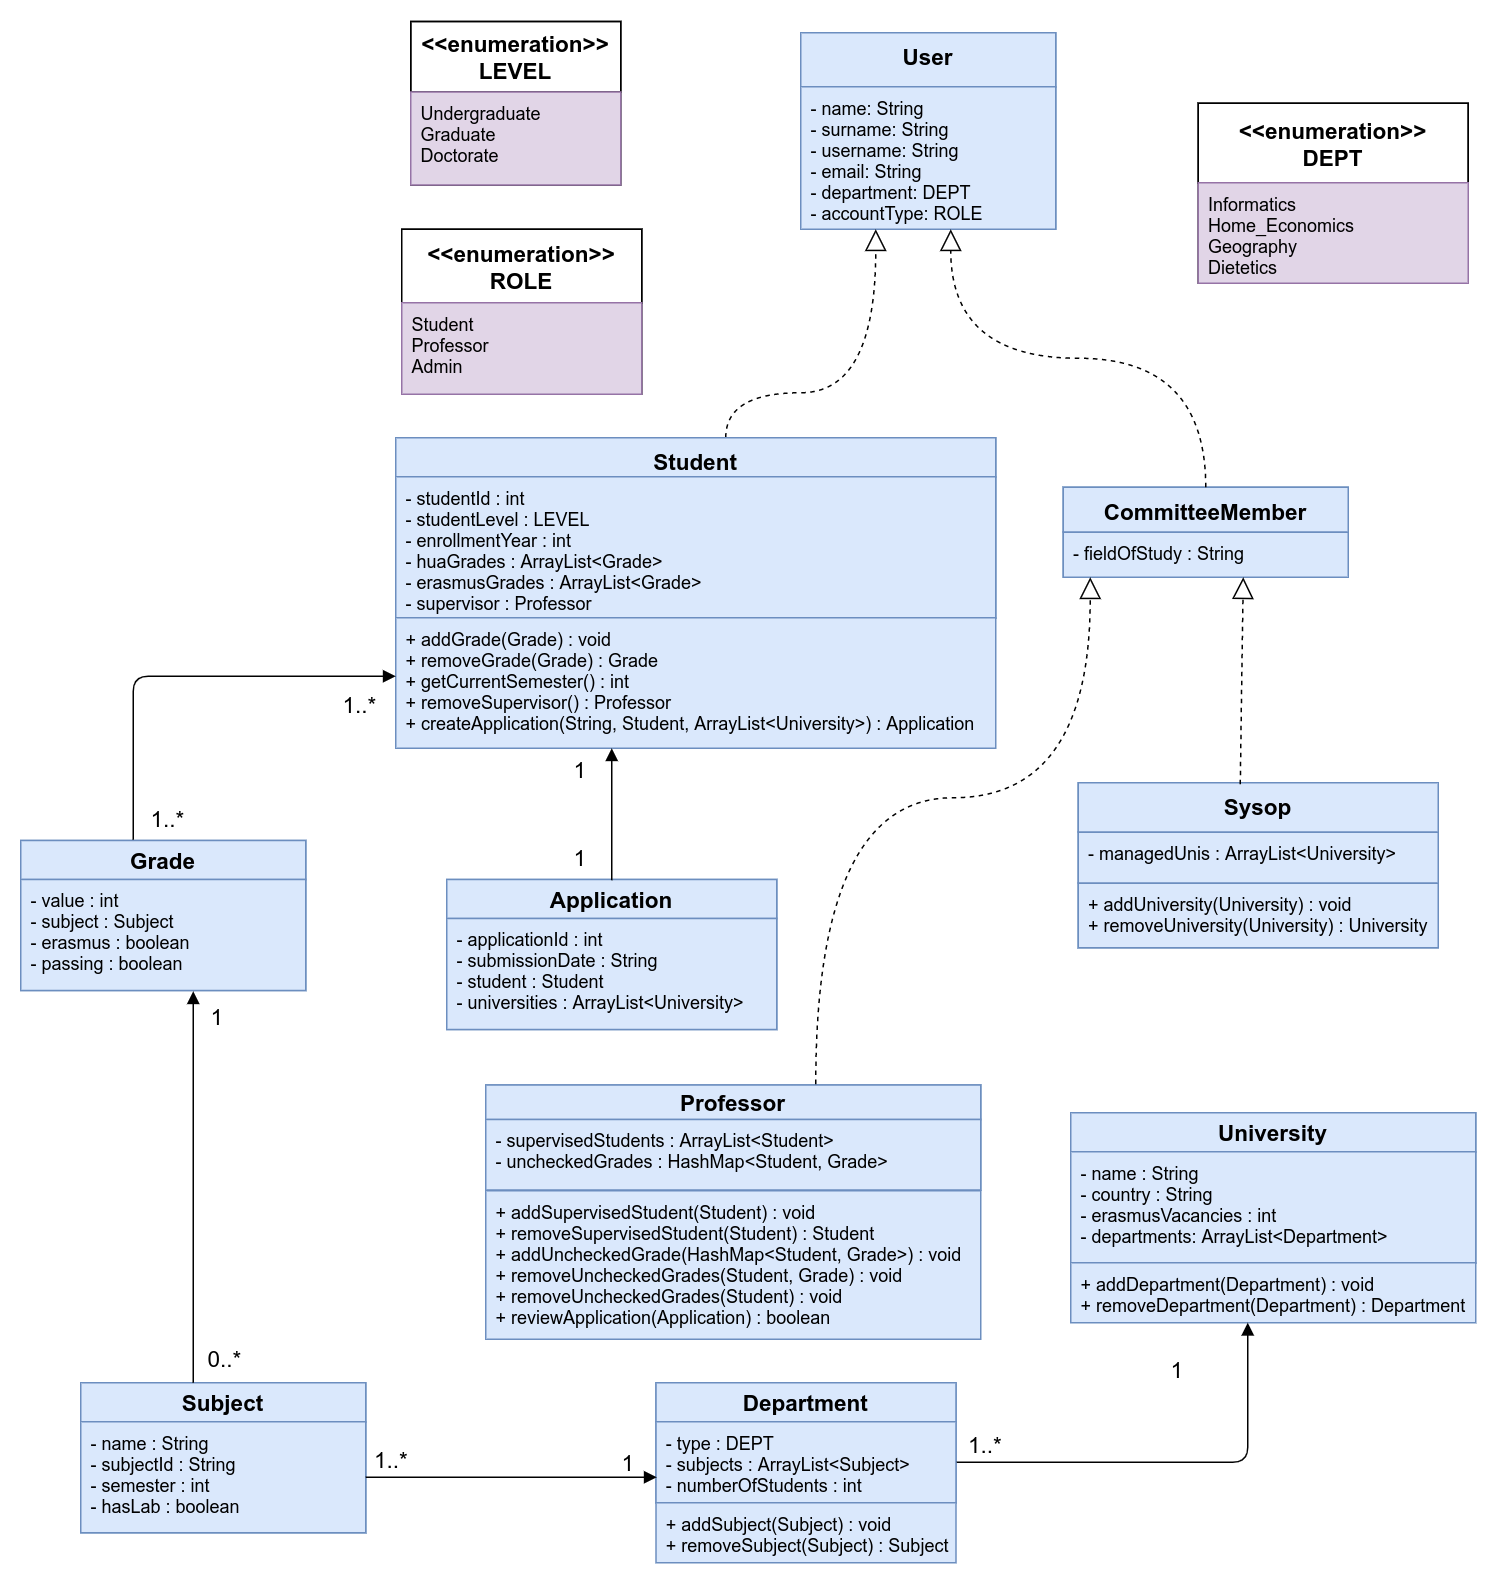 <<enumeration>>
LEVEL
Undergraduate
Graduate
Doctorate
User
- name: String
- surname: String
- username: String
- email: String
- department: DEPT
- accountType: ROLE
<<enumeration>>
DEPT
Informatics
Home_Economics
Geography
Dietetics
<<enumeration>>
ROLE
Student
Professor
Admin
Student
- studentId : int
- studentLevel : LEVEL
- enrollmentYear : int
- huaGrades : ArrayList<Grade>
- erasmusGrades : ArrayList<Grade>
- supervisor : Professor
+ addGrade(Grade) : void
+ removeGrade(Grade) : Grade
+ getCurrentSemester() : int
+ removeSupervisor() : Professor
+ createApplication(String, Student, ArrayList<University>) : Application
CommitteeMember
- fieldOfStudy : String
1..*
1
1..*
1
Sysop
- managedUnis : ArrayList<University>
+ addUniversity(University) : void
+ removeUniversity(University) : University
Grade
- value : int
- subject : Subject
- erasmus : boolean
- passing : boolean
Application
- applicationId : int
- submissionDate : String
- student : Student
- universities : ArrayList<University>
1
Professor
- supervisedStudents : ArrayList<Student>
- uncheckedGrades : HashMap<Student, Grade>
+ addSupervisedStudent(Student) : void
+ removeSupervisedStudent(Student) : Student
+ addUncheckedGrade(HashMap<Student, Grade>) : void
+ removeUncheckedGrades(Student, Grade) : void
+ removeUncheckedGrades(Student) : void
+ reviewApplication(Application) : boolean
University
- name : String
- country : String
- erasmusVacancies : int
- departments: ArrayList<Department>
+ addDepartment(Department) : void
+ removeDepartment(Department) : Department
0..*
1
Subject
- name : String
- subjectId : String
- semester : int
- hasLab : boolean
1..*
1
Department
- type : DEPT
- subjects : ArrayList<Subject>
- numberOfStudents : int
+ addSubject(Subject) : void
+ removeSubject(Subject) : Subject
1..*